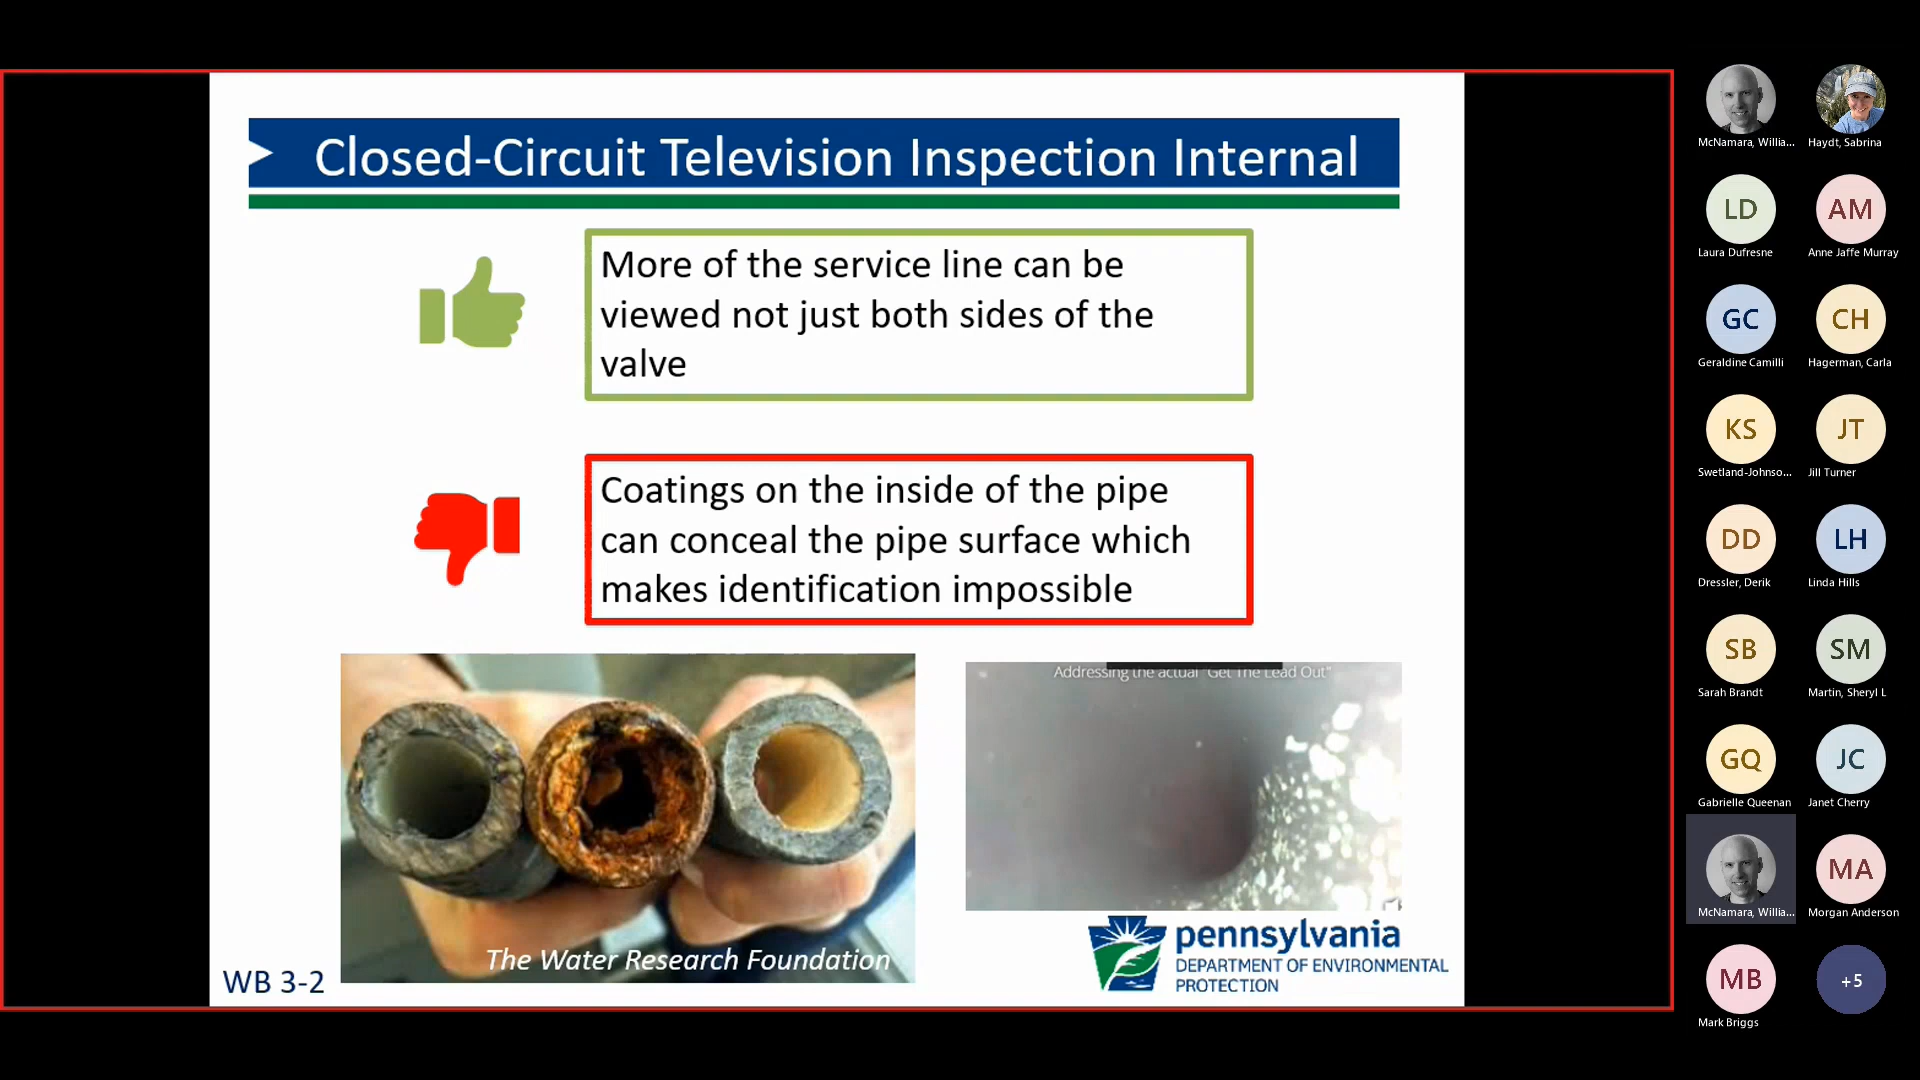 Closed-Circuit Television Inspection Internal
More of the service line can be
viewed not just both sides of the
valve
Coatings on the inside of the pipe
can conceal the pipe surface which
makes identification impossible
Addressing the actual "Get The Lead Out"
The Water Research Foundation
WB 3-2
pennsylvania
DEPARTMENT OF ENVIRONMENTAL
PROTECTION
McNamara, Willia...
Haydt, Sabrina
LD
Laura Dufresne
AM
Anne Jaffe Murray
GC
Geraldine Camilli
CH
Hagerman, Carla
KS
Swetland-Johnso...
JT
Jill Turner
DD
Dressler, Derik
LH
Linda Hills
SB
Sarah Brandt
SM
Martin, Sheryl L
GQ
Gabrielle Queenan
JC
Janet Cherry
McNamara, Willia...
MA
Morgan Anderson
MB
Mark Briggs
+5